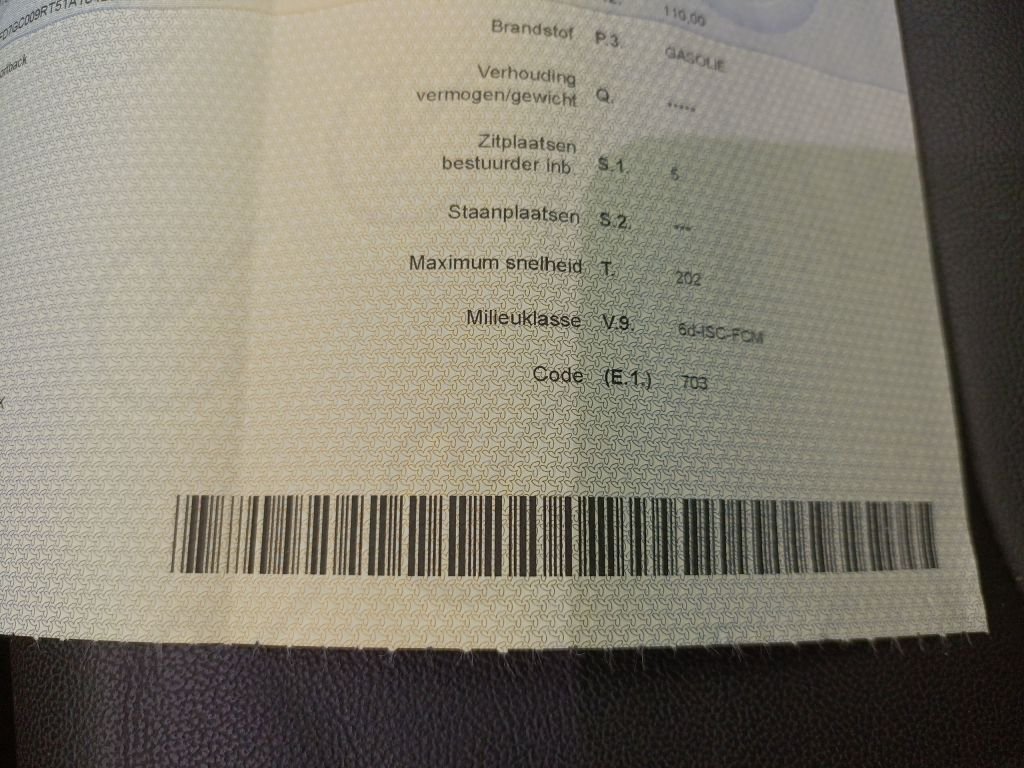 110,00
Brandstof P.3. GASOLIE
Verhouding
vermogen/gewicht Q. *****
Zitplaatsen
bestuurder inb S.1. 5
Staanplaatsen S.2. ***
Maximum snelheid T. 202
Milieuklasse V.9. 6d-ISC-FCM
Code (E.1.) 703